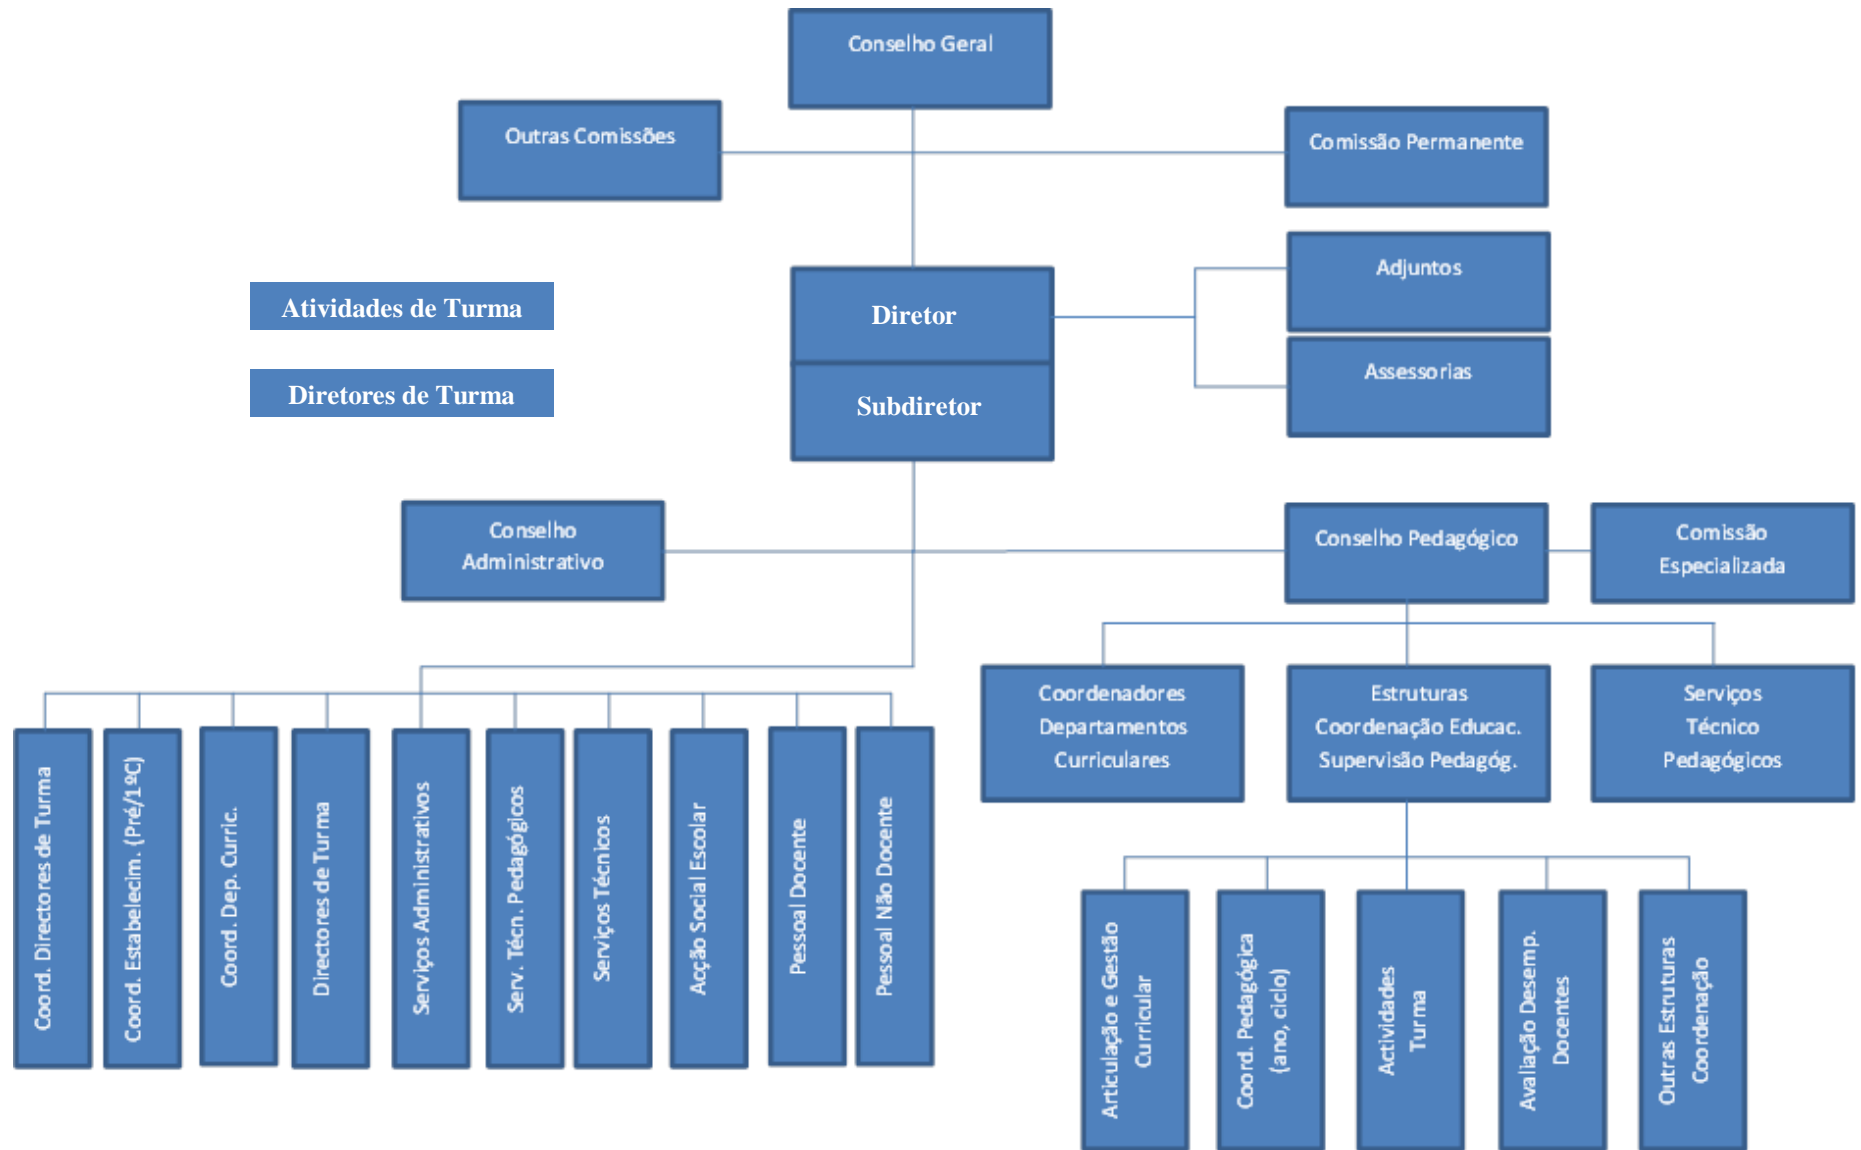 Conselho Geral
Outras Comissões
Comissão Permanente
Atividades de Turma
Diretores de Turma
Diretor
Subdiretor
Adjuntos
Assessorias
Conselho
Administrativo
Conselho Pedagógico
Comissão
Especializada
Coordenadores
Departamentos
Curriculares
Estruturas
Coordenação Educac.
Supervisão Pedagóg.
Serviços
Técnico
Pedagógicos
Coord. Directores de Turma
Coord. Estabelecim. (Pré/1ºC)
Coord. Dep. Curric.
Directores de Turma
Serviços Administrativos
Serv. Técn. Pedagógicos
Serviços Técnicos
Acção Social Escolar
Pessoal Docente
Pessoal Não Docente
Articulação e Gestão
Curricular
Coord. Pedagógica
(ano, ciclo)
Actividades
Turma
Avaliação Desemp.
Docentes
Outras Estruturas
Coordenação